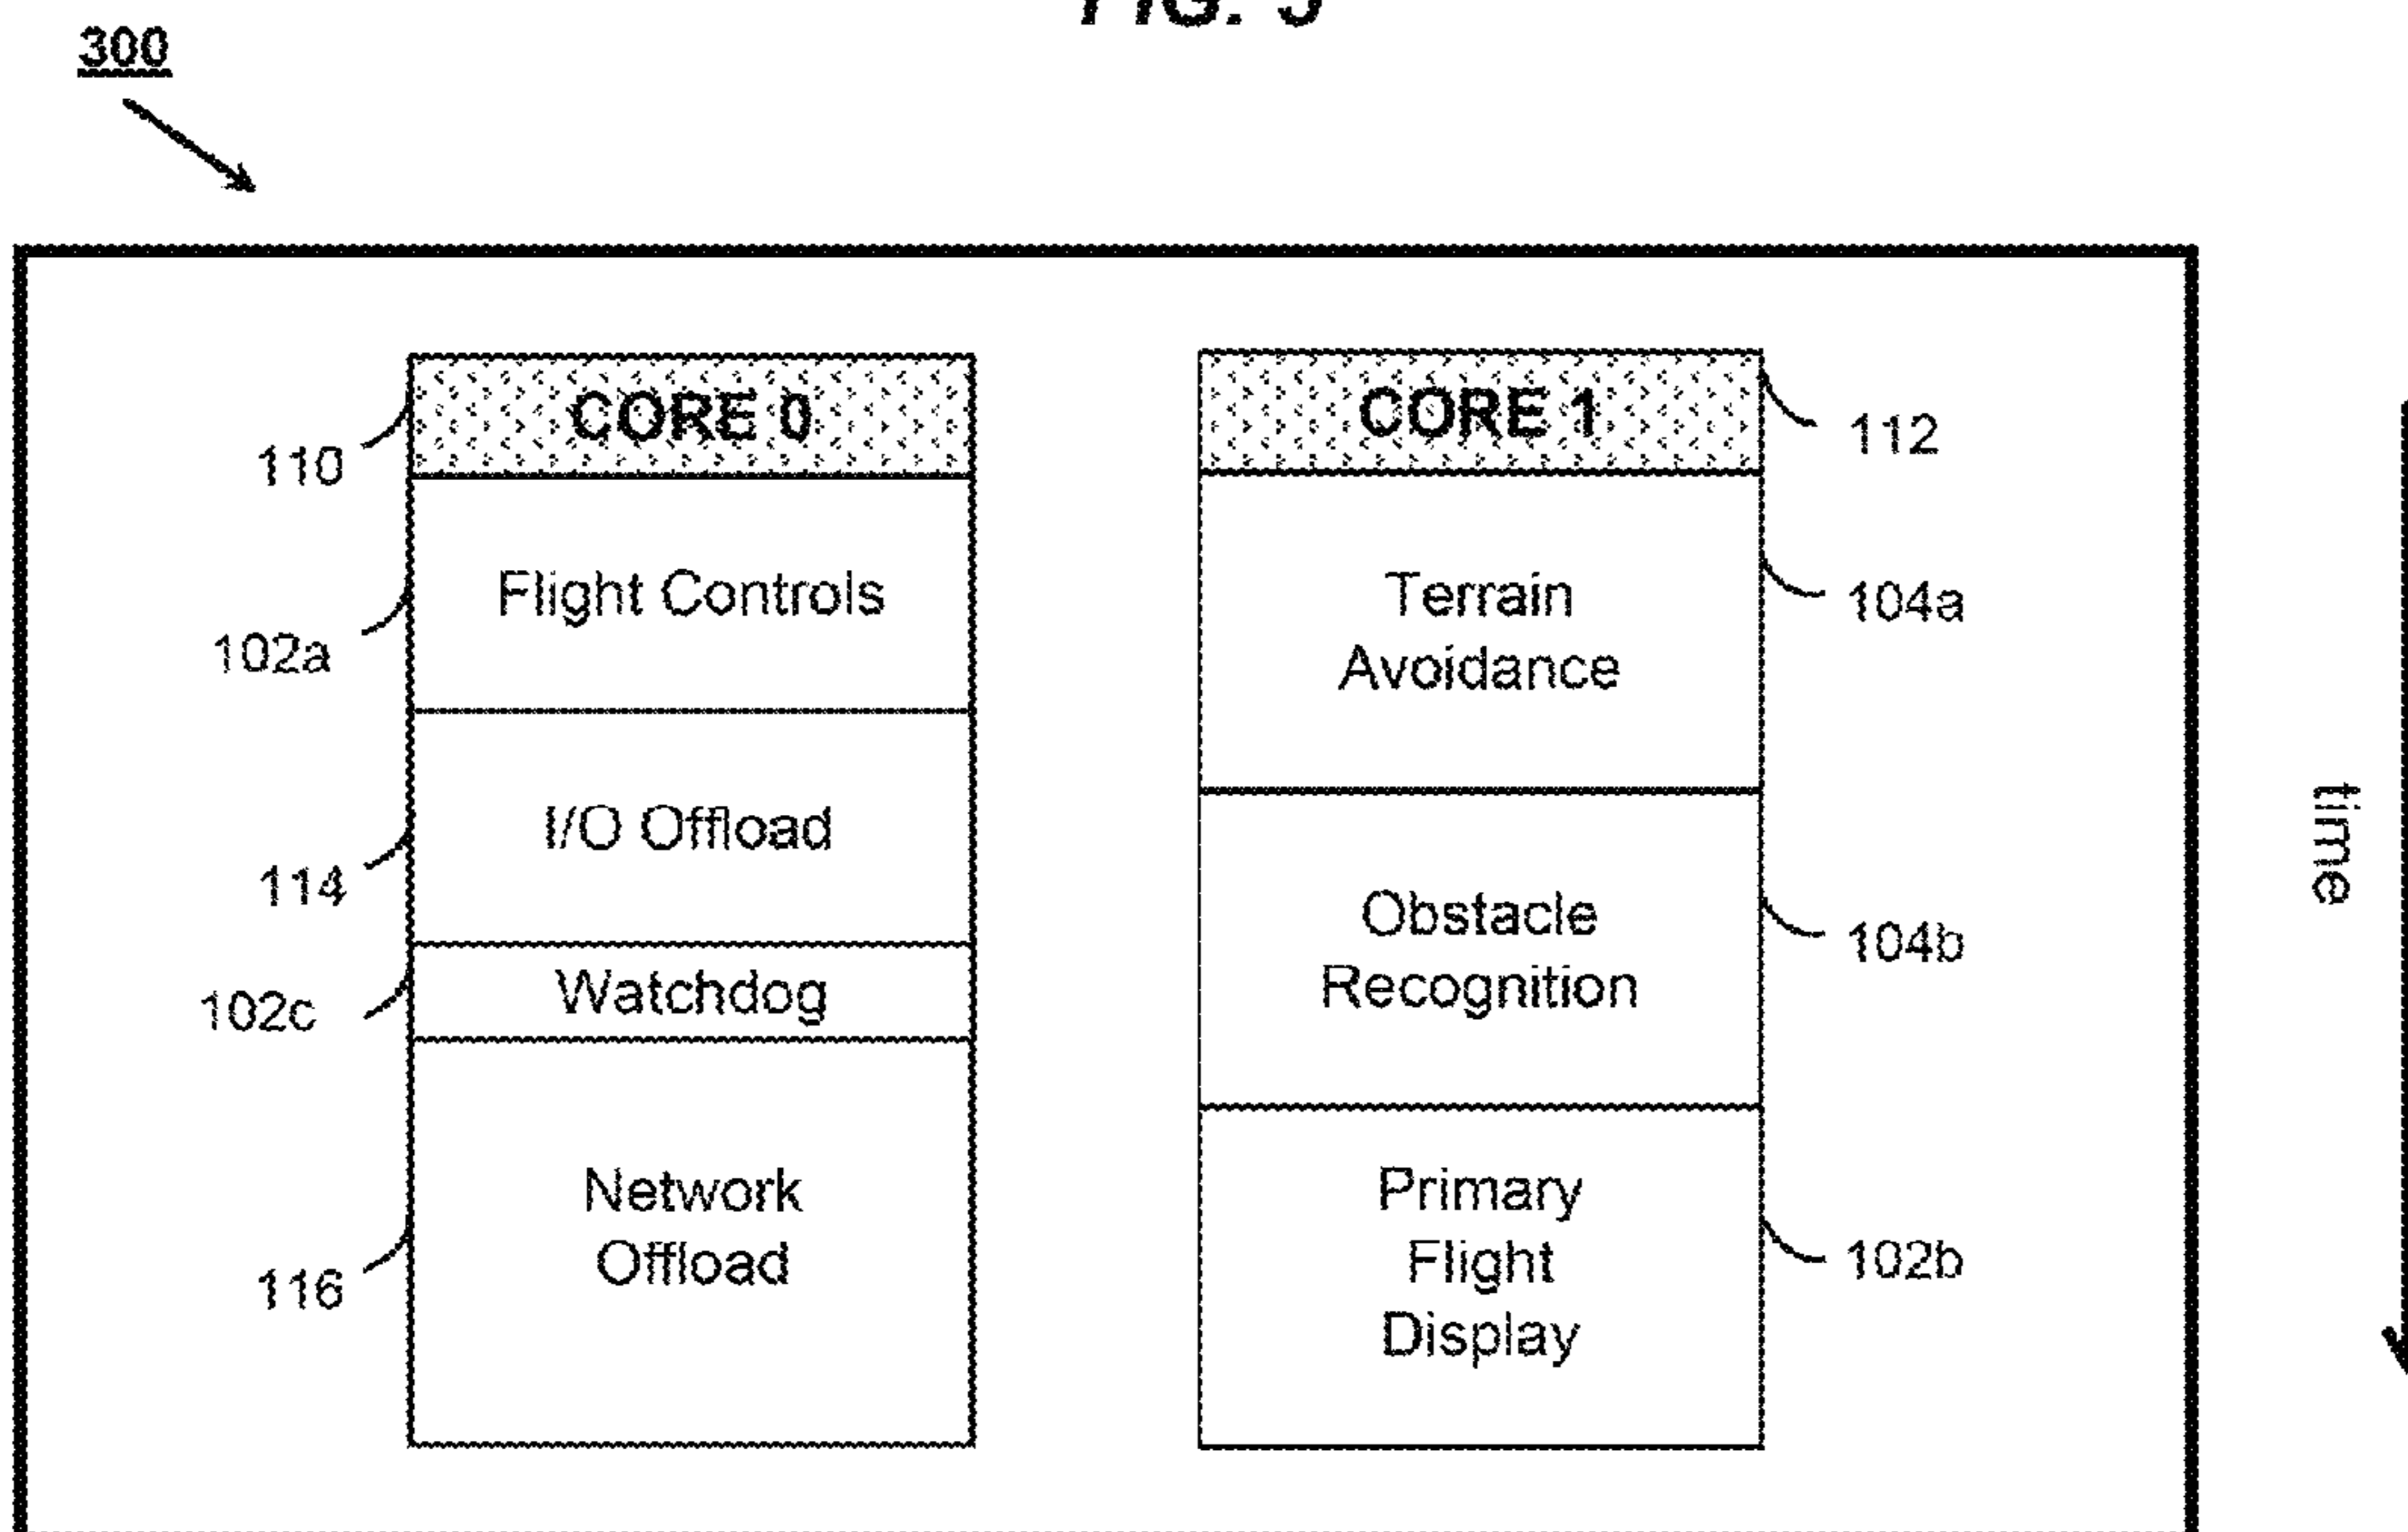 300
CORE 0
CORE 1
110
112
Flight Controls
102a
Terrain
Avoidance
104a
I/O Offload
114
Obstacle
Recognition
104b
Watchdog
102c
Network
Offload
116
Primary
Flight
Display
102b
time